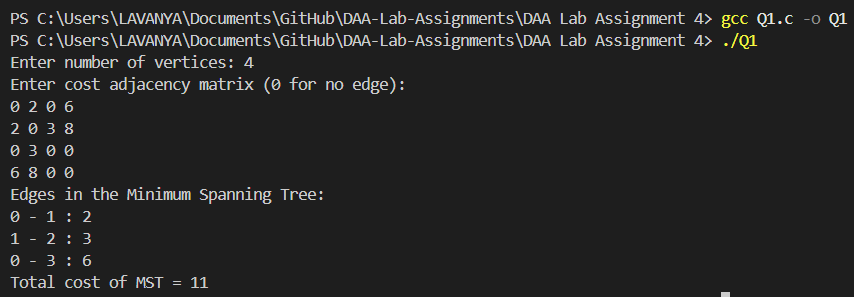 PS C:\Users\LAVANYA\Documents\GitHub\DAA-Lab-Assignments\DAA Lab Assignment 4> gcc Q1.c -o Q1
PS C:\Users\LAVANYA\Documents\GitHub\DAA-Lab-Assignments\DAA Lab Assignment 4> ./Q1
Enter number of vertices: 4
Enter cost adjacency matrix (0 for no edge):
0 2 0 6
2 0 3 8
0 3 0 0
6 8 0 0
Edges in the Minimum Spanning Tree:
0 - 1 : 2
1 - 2 : 3
0 - 3 : 6
Total cost of MST = 11